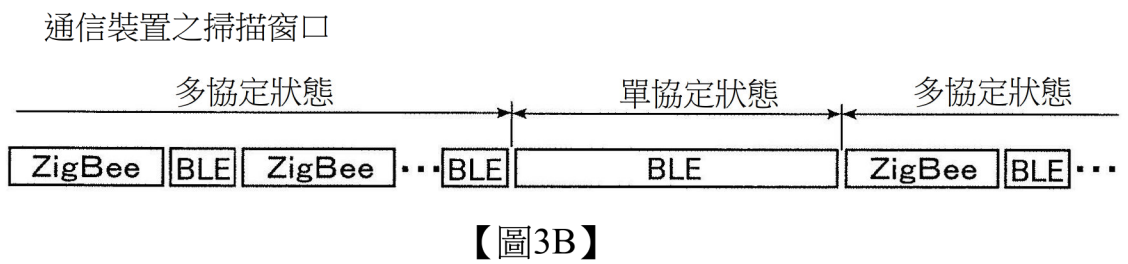 通信裝置之掃描窗口
多協定狀態 單協定狀態 多協定狀態
ZigBee BLE ZigBee ··· BLE BLE ZigBee BLE ···
【圖3B】